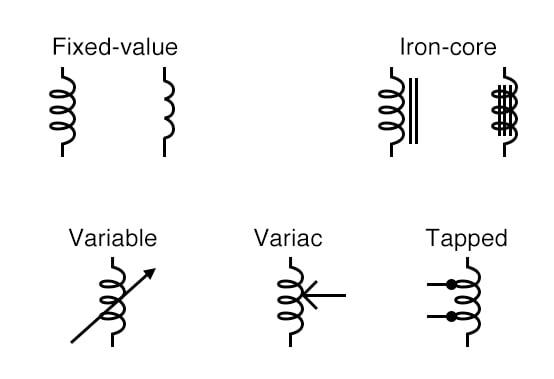 Fixed-value
Iron-core
Variable
Variac
Tapped